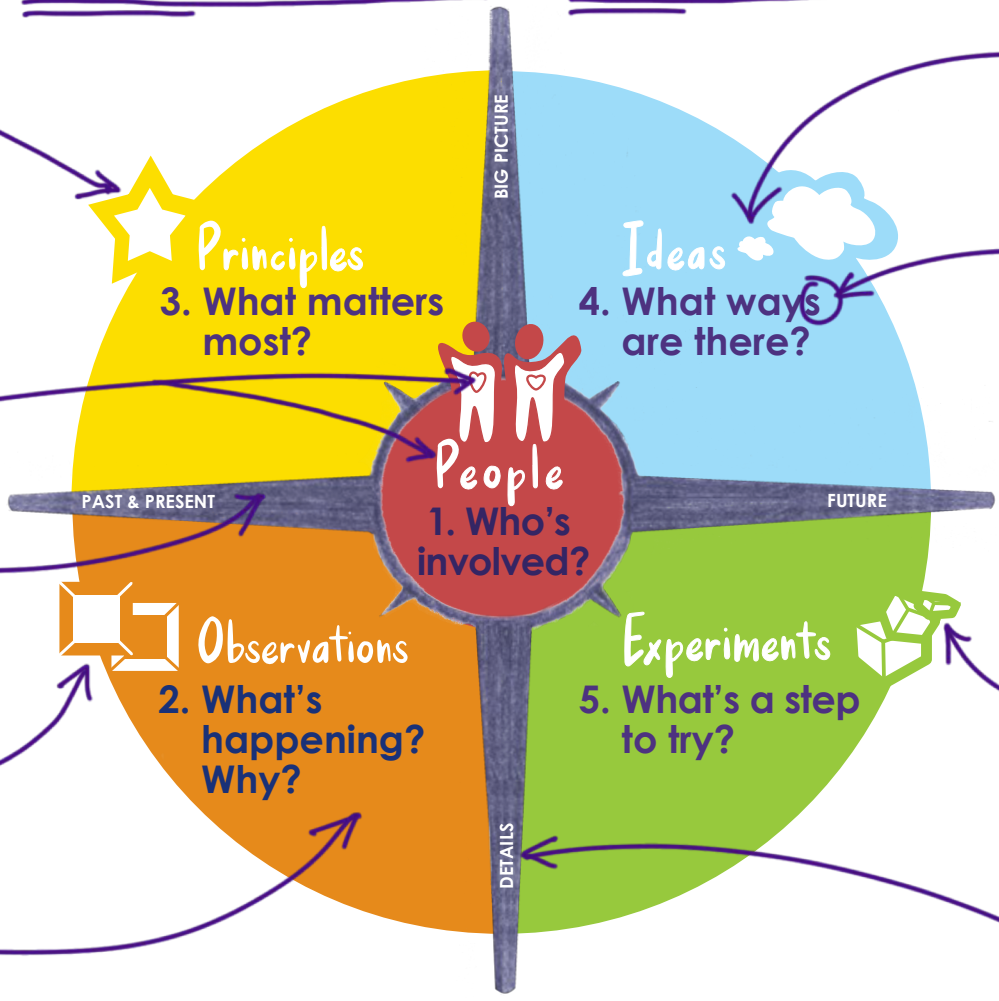 BIG PICTURE
Principles
3. What matters
most?
Ideas
4. What ways
are there?
People
1. Who's
involved?
PAST & PRESENT
FUTURE
Observations
2. What's
happening?
Why?
Experiments
5. What's a step
to try?
DETAILS